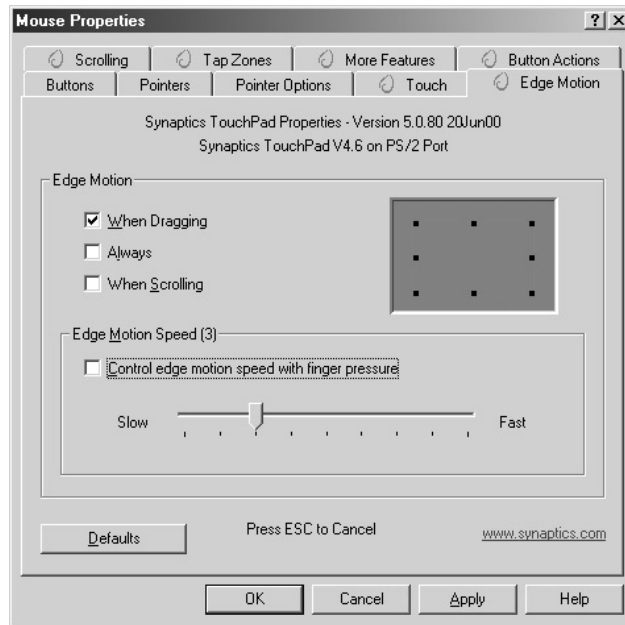 Mouse Properties
Scrolling Tap Zones More Features Button Actions
Buttons Pointers Pointer Options Touch Edge Motion
Synaptics TouchPad Properties - Version 5.0.80 20Jun00
Synaptics TouchPad V4.6 on PS/2 Port
Edge Motion
When Dragging
Always
When Scrolling
Edge Motion Speed (3)
Control edge motion speed with finger pressure
Slow Fast
Defaults Press ESC to Cancel www.synaptics.com
OK Cancel Apply Help